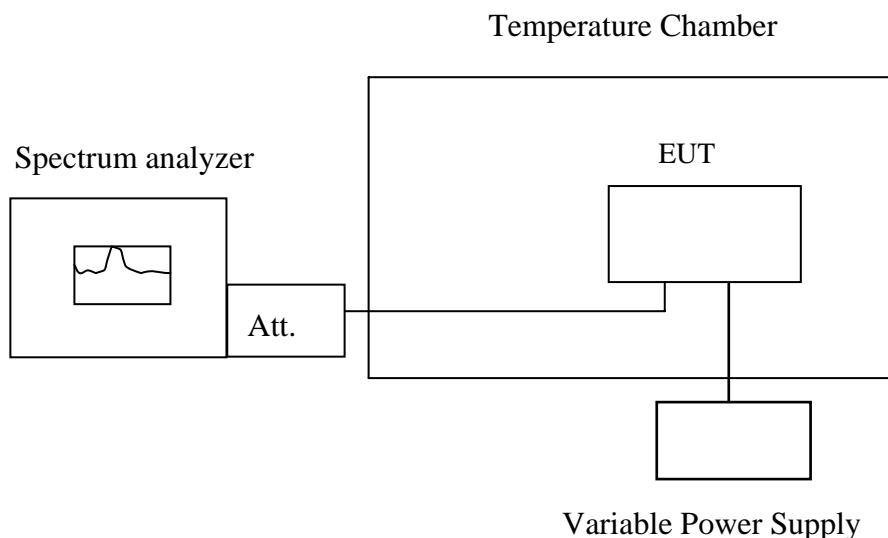 Temperature Chamber
Spectrum analyzer
EUT
Att.
Variable Power Supply